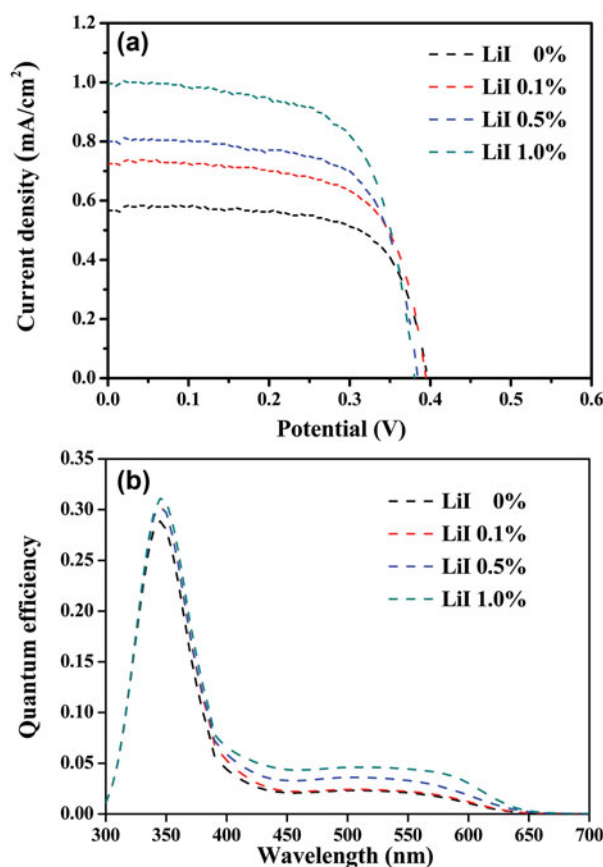 (a)
LiI 0%
LiI 0.1%
LiI 0.5%
LiI 1.0%
1.2
1.0
0.8
0.6
0.4
0.2
0.0
Current density (mA/cm²)
0.0 0.1 0.2 0.3 0.4 0.5 0.6
Potential (V)
(b)
LiI 0%
LiI 0.1%
LiI 0.5%
LiI 1.0%
0.35
0.30
0.25
0.20
0.15
0.10
0.05
0.00
Quantum efficiency
300 350 400 450 500 550 600 650 700
Wavelength (nm)